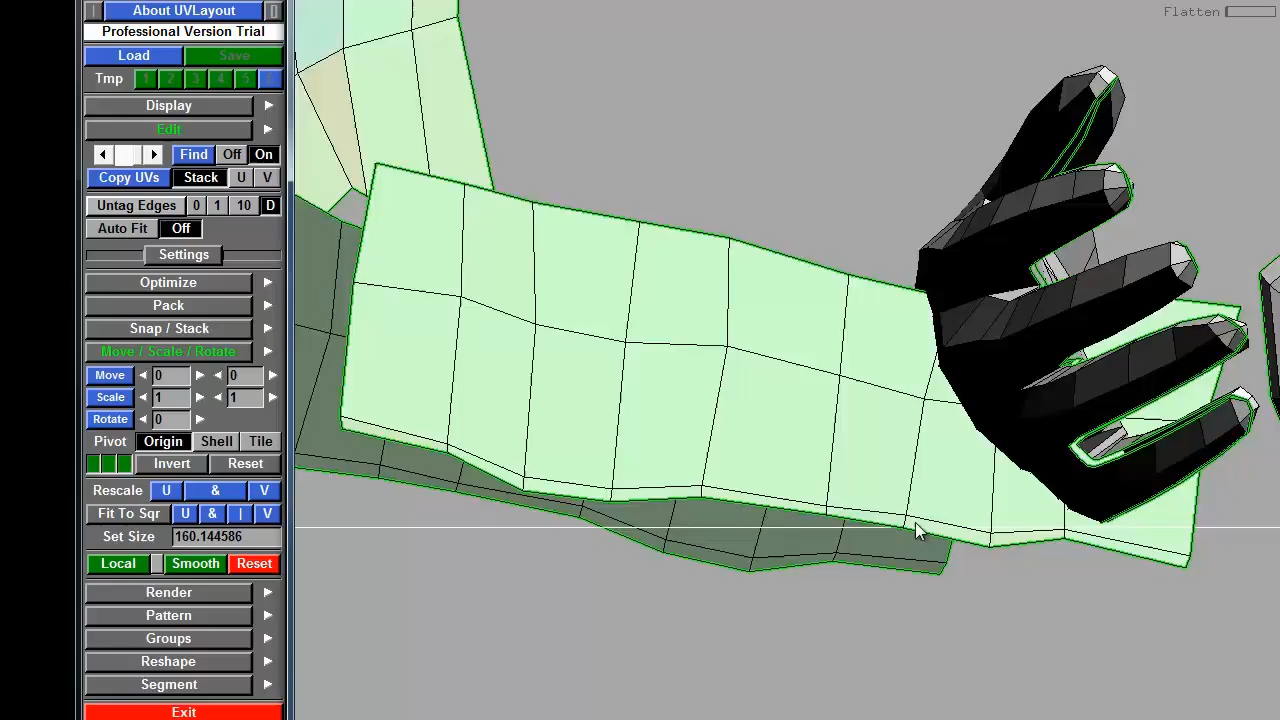 About UVLayout
Professional Version Trial
Load Save
Tmp 1 2 3 4 5
Display
Edit
Find Off On
Copy UVs Stack U V
Untag Edges 0 1 10 D
Auto Fit Off
Settings
Optimize
Pack
Snap / Stack
Move / Scale / Rotate
Move 0 0
Scale 1 1
Rotate 0
Pivot Origin Shell Tile
Invert Reset
Rescale U & V
Fit To Sqr U & | V
Set Size 160.144586
Local Smooth Reset
Render
Pattern
Groups
Reshape
Segment
Exit
Flatten